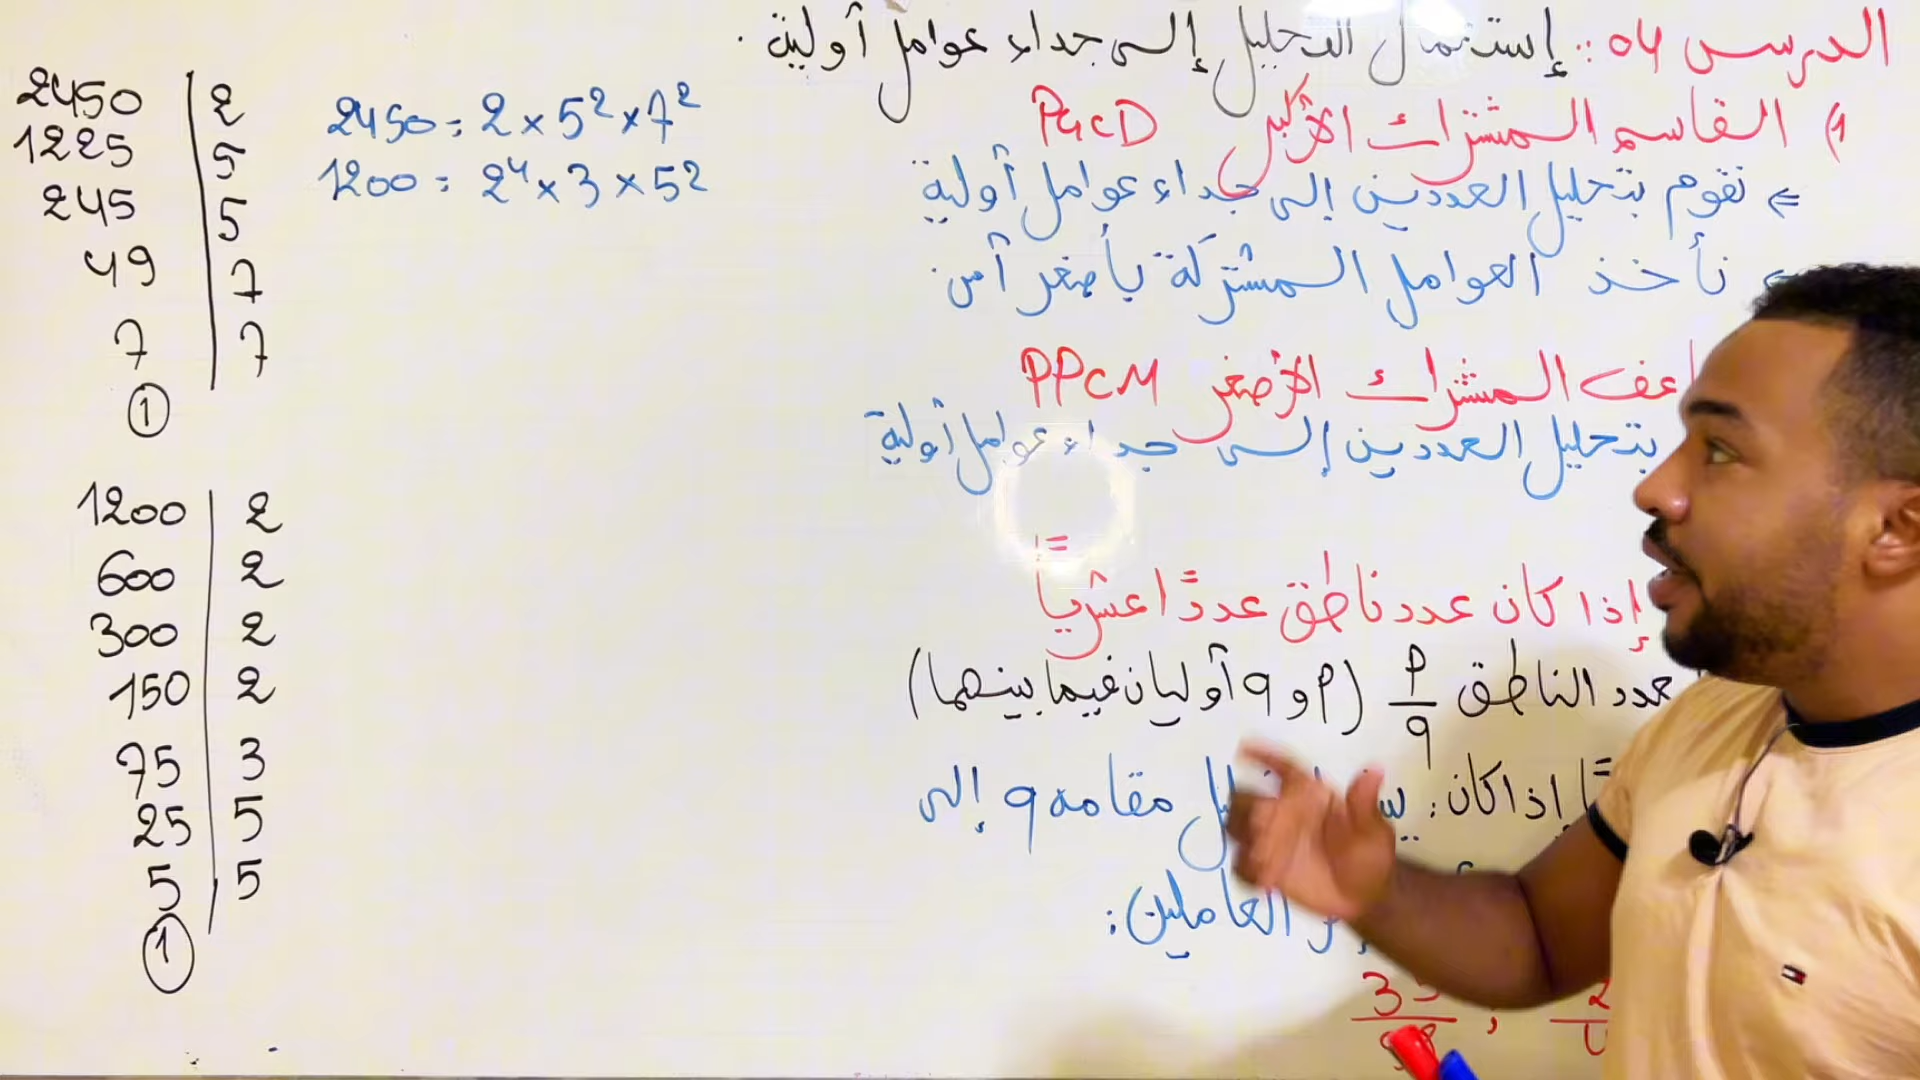 الدرس 04: إستعمال التحليل إلى جداء عوامل أولية.
1) القاسم المشترك الأكبر PGCD
⇐ نقوم بتحليل العددين إلى جداء عوامل أولية
نأخذ العوامل المشتركة بأصغر أس
المشترك الأصغر PPCM
بتحليل العددين إلى جداء عوامل أولية
إذا كان عدد ناطق عددًا عشريًا
الناطق p/q (p و q أوليان فيما بينهما)
إذا كان: مقامه q إلى
العاملين:
2450 | 2
1225 | 5
245 | 5
49 | 7
7 | 7
1
2450 = 2 × 5² × 7²
1200 = 2⁴ × 3 × 5²
1200 | 2
600 | 2
300 | 2
150 | 2
75 | 3
25 | 5
5 | 5
1